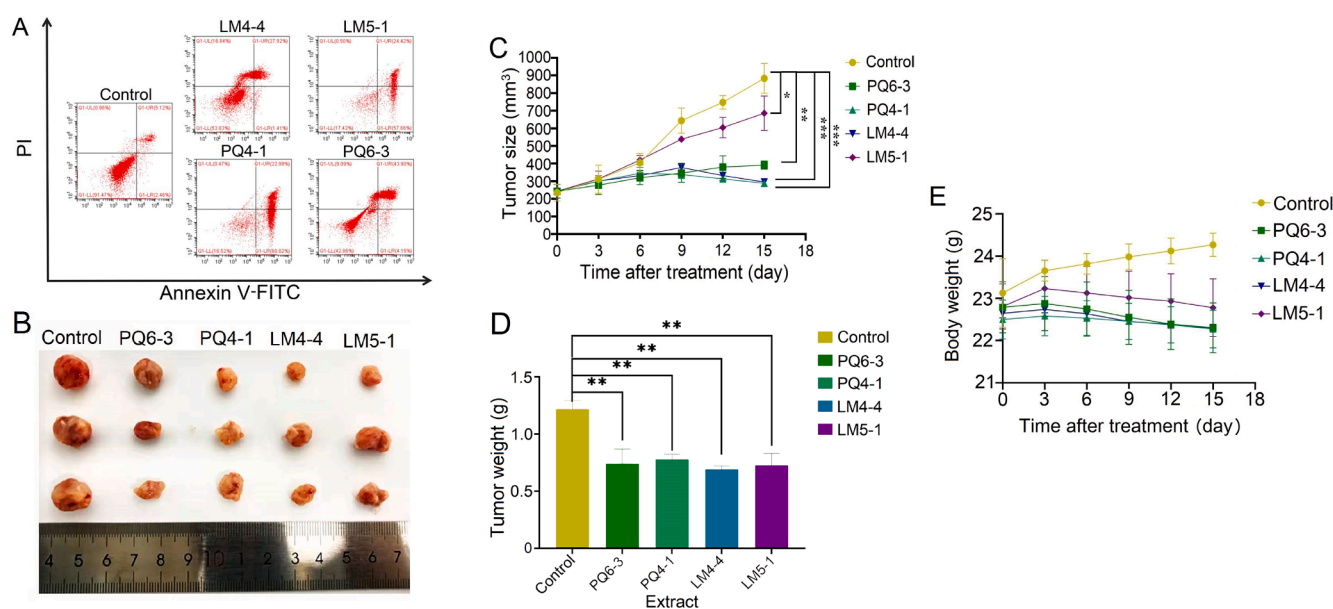 A
LM4-4
LM5-1
Control
PQ4-1
PQ6-3
PI
Annexin V-FITC
B
Control PQ6-3 PQ4-1 LM4-4 LM5-1
4 5 6 7 8 9 10 1 2 3 4 5 6 7
C
Tumor size (mm³)
1000
900
800
700
600
500
400
300
200
100
0
0 3 6 9 12 15 18
Time after treatment (day)
*
**
***
***
Control
PQ6-3
PQ4-1
LM4-4
LM5-1
D
Tumor weight (g)
1.5
1.0
0.5
0.0
**
**
**
**
Control
PQ6-3
PQ4-1
LM4-4
LM5-1
Extract
Control
PQ6-3
PQ4-1
LM4-4
LM5-1
E
Body weight (g)
25
24
23
22
21
0 3 6 9 12 15 18
Time after treatment (day)
Control
PQ6-3
PQ4-1
LM4-4
LM5-1